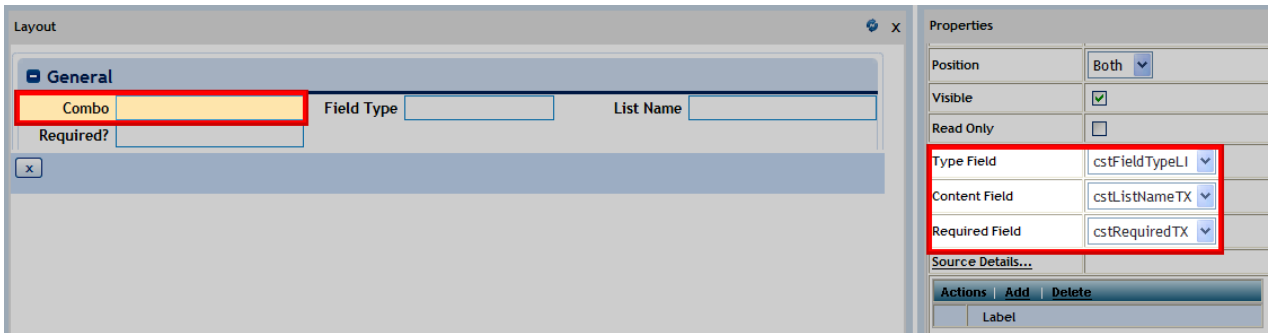 Layout
x
General
Combo
Field Type
List Name
Required?
x
Properties
Position
Both
Visible
Read Only
Type Field
cstFieldTypeLI
Content Field
cstListNameTX
Required Field
cstRequiredTX
Source Details...
Actions | Add | Delete
Label